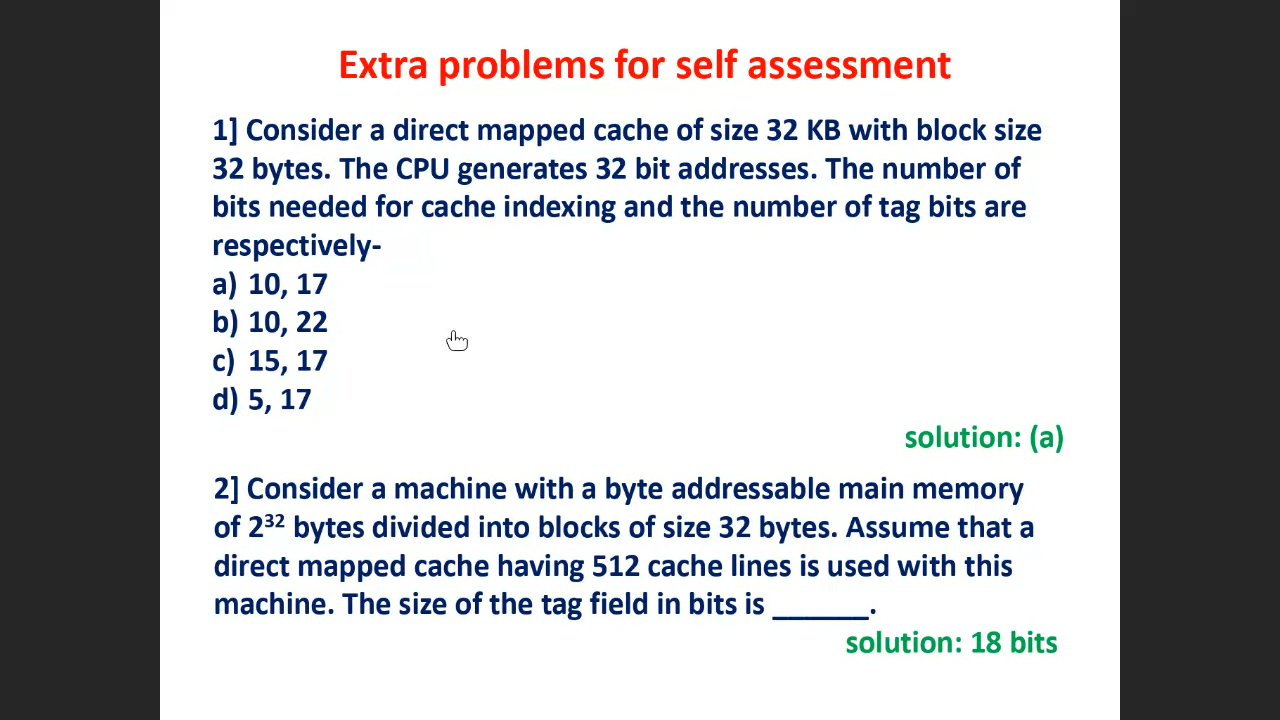 Extra problems for self assessment
1] Consider a direct mapped cache of size 32 KB with block size
32 bytes. The CPU generates 32 bit addresses. The number of
bits needed for cache indexing and the number of tag bits are
respectively-
a) 10, 17
b) 10, 22
c) 15, 17
d) 5, 17
solution: (a)
2] Consider a machine with a byte addressable main memory
of 2³² bytes divided into blocks of size 32 bytes. Assume that a
direct mapped cache having 512 cache lines is used with this
machine. The size of the tag field in bits is ______.
solution: 18 bits